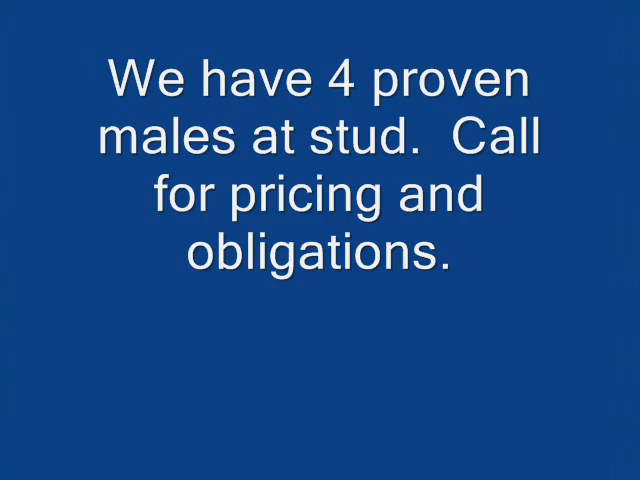 We have 4 proven
males at stud.  Call
for pricing and
obligations.